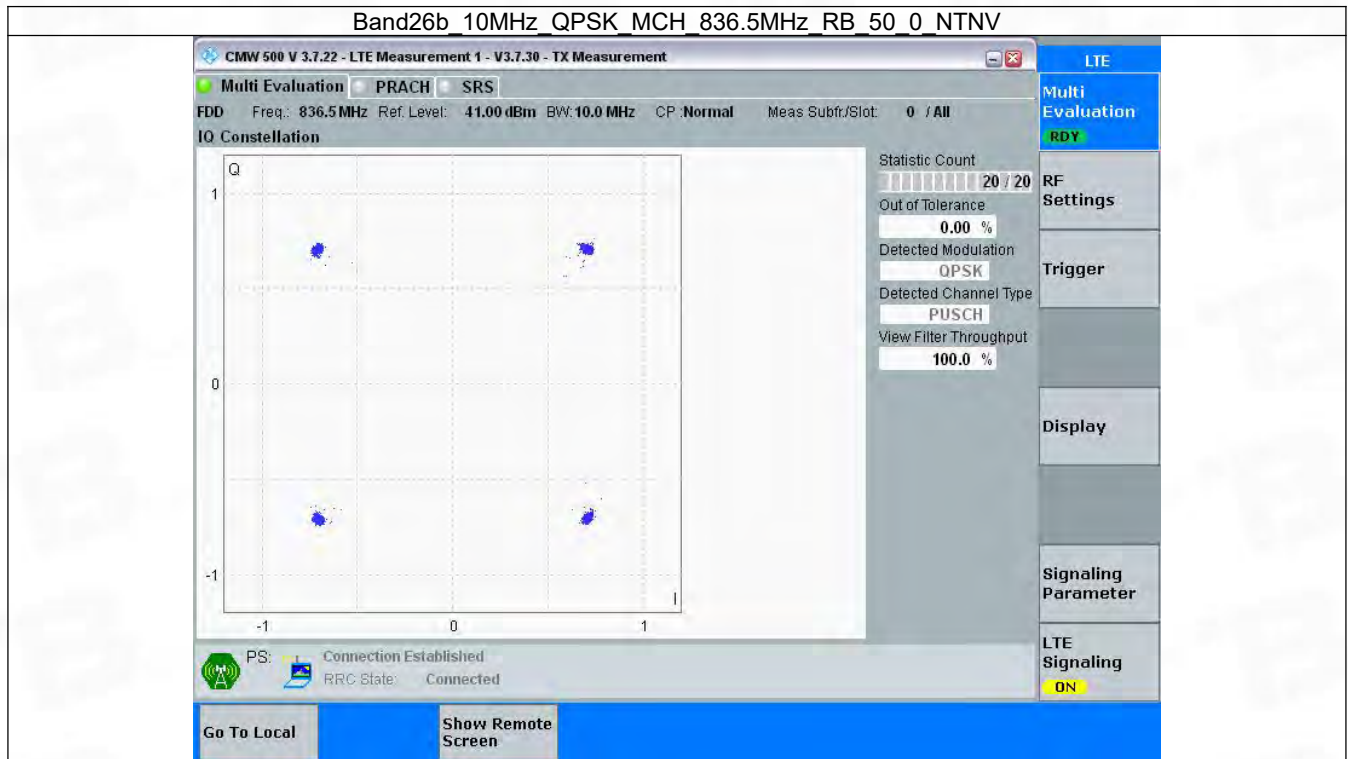 Band26b_10MHz_QPSK_MCH_836.5MHz_RB_50_0_NTNV
CMW 500 V 3.7.22 - LTE Measurement 1 - V3.7.30 - TX Measurement
LTE
Multi Evaluation PRACH SRS
Multi
Evaluation
RDY
FDD Freq.: 836.5 MHz Ref. Level: 41.00 dBm BW: 10.0 MHz CP :Normal Meas Subfr./Slot: 0 / All
IQ Constellation
Q
1
0
-1
I
-1 0 1
Statistic Count
20 / 20
Out of Tolerance
0.00 %
Detected Modulation
QPSK
Detected Channel Type
PUSCH
View Filter Throughput
100.0 %
RF
Settings
Trigger
Display
Signaling
Parameter
LTE
Signaling
ON
PS: Connection Established
RRC State: Connected
Go To Local
Show Remote
Screen